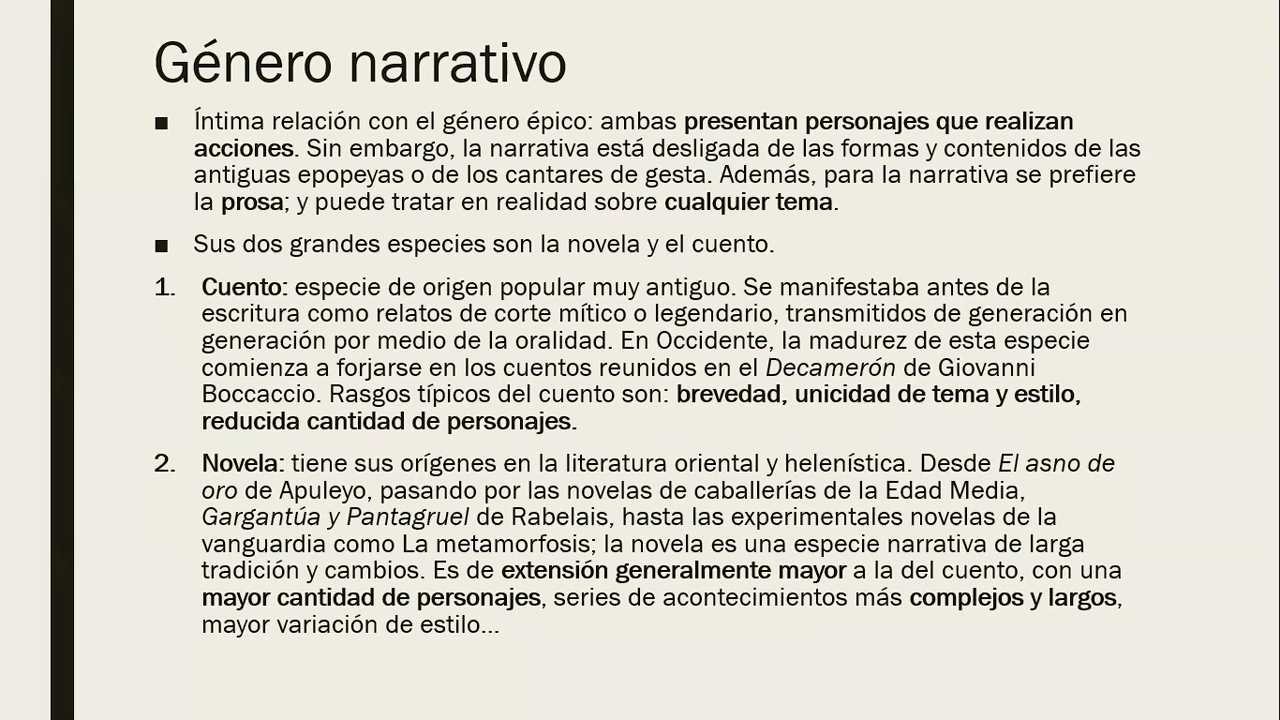 Género narrativo
■ Íntima relación con el género épico: ambas presentan personajes que realizan
acciones. Sin embargo, la narrativa está desligada de las formas y contenidos de las
antiguas epopeyas o de los cantares de gesta. Además, para la narrativa se prefiere
la prosa; y puede tratar en realidad sobre cualquier tema.
■ Sus dos grandes especies son la novela y el cuento.
1. Cuento: especie de origen popular muy antiguo. Se manifestaba antes de la
escritura como relatos de corte mítico o legendario, transmitidos de generación en
generación por medio de la oralidad. En Occidente, la madurez de esta especie
comienza a forjarse en los cuentos reunidos en el Decamerón de Giovanni
Boccaccio. Rasgos típicos del cuento son: brevedad, unicidad de tema y estilo,
reducida cantidad de personajes.
2. Novela: tiene sus orígenes en la literatura oriental y helenística. Desde El asno de
oro de Apuleyo, pasando por las novelas de caballerías de la Edad Media,
Gargantúa y Pantagruel de Rabelais, hasta las experimentales novelas de la
vanguardia como La metamorfosis; la novela es una especie narrativa de larga
tradición y cambios. Es de extensión generalmente mayor a la del cuento, con una
mayor cantidad de personajes, series de acontecimientos más complejos y largos,
mayor variación de estilo...